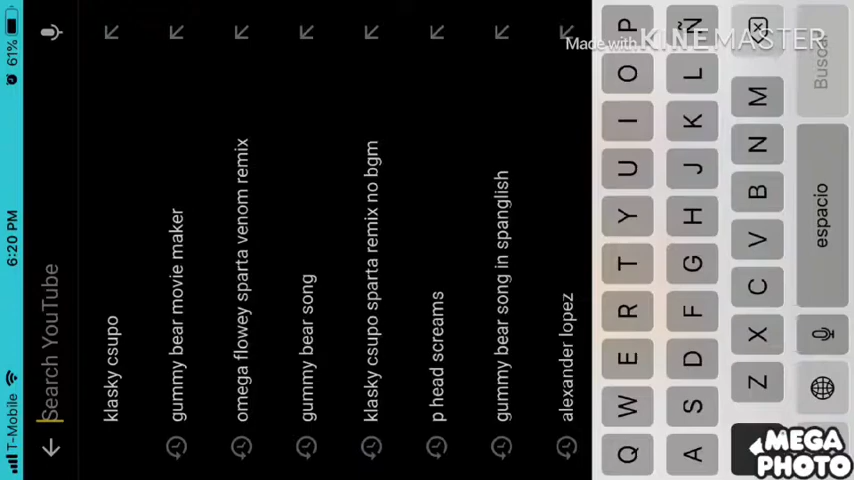 T-Mobile 6:20 PM 61%
Search YouTube
klasky csupo
gummy bear movie maker
omega flowey sparta venom remix
gummy bear song
klasky csupo sparta remix no bgm
p head screams
gummy bear song in spanglish
alexander lopez
Q W E R T Y U I O P
A S D F G H J K L Ñ
Z X C V B N M
espacio Buscar
Made with KINEMASTER
MEGA
PHOTO